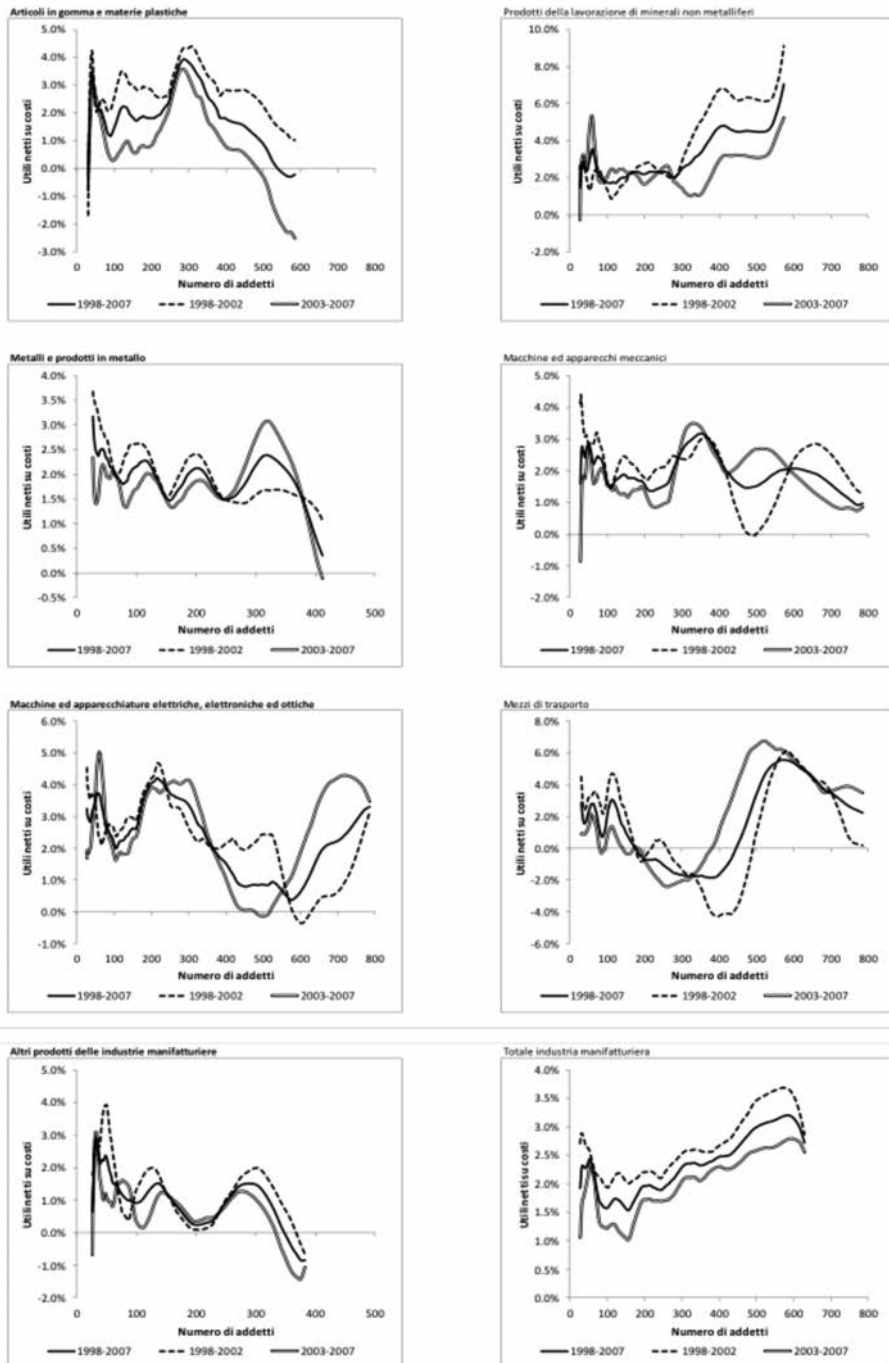 Articoli in gomma e materie plastiche
5.0%
4.0%
3.0%
2.0%
1.0%
0.0%
-1.0%
-2.0%
-3.0%
Utili netti su costi
0 100 200 300 400 500 600 700 800
Numero di addetti
1998-2007 1998-2002 2003-2007
Prodotti della lavorazione di minerali non metalliferi
10.0%
8.0%
6.0%
4.0%
2.0%
0.0%
-2.0%
Utili netti su costi
0 100 200 300 400 500 600 700 800
Numero di addetti
1998-2007 1998-2002 2003-2007
Metalli e prodotti in metallo
4.0%
3.5%
3.0%
2.5%
2.0%
1.5%
1.0%
0.5%
0.0%
-0.5%
Utili netti su costi
0 100 200 300 400 500
Numero di addetti
1998-2007 1998-2002 2003-2007
Macchine ed apparecchi meccanici
5.0%
4.0%
3.0%
2.0%
1.0%
0.0%
-1.0%
-2.0%
Utili netti su costi
0 100 200 300 400 500 600 700 800
Numero di addetti
1998-2007 1998-2002 2003-2007
Macchine ed apparecchiature elettriche, elettroniche ed ottiche
6.0%
5.0%
4.0%
3.0%
2.0%
1.0%
0.0%
-1.0%
Utili netti su costi
0 100 200 300 400 500 600 700 800
Numero di addetti
1998-2007 1998-2002 2003-2007
Mezzi di trasporto
8.0%
6.0%
4.0%
2.0%
0.0%
-2.0%
-4.0%
-6.0%
Utili netti su costi
0 100 200 300 400 500 600 700 800
Numero di addetti
1998-2007 1998-2002 2003-2007
Altri prodotti delle industrie manifatturiere
5.0%
4.0%
3.0%
2.0%
1.0%
0.0%
-1.0%
-2.0%
Utili netti su costi
0 100 200 300 400 500
Numero di addetti
1998-2007 1998-2002 2003-2007
Totale industria manifatturiera
4.0%
3.5%
3.0%
2.5%
2.0%
1.5%
1.0%
0.5%
0.0%
Utili netti su costi
0 100 200 300 400 500 600 700 800
Numero di addetti
1998-2007 1998-2002 2003-2007